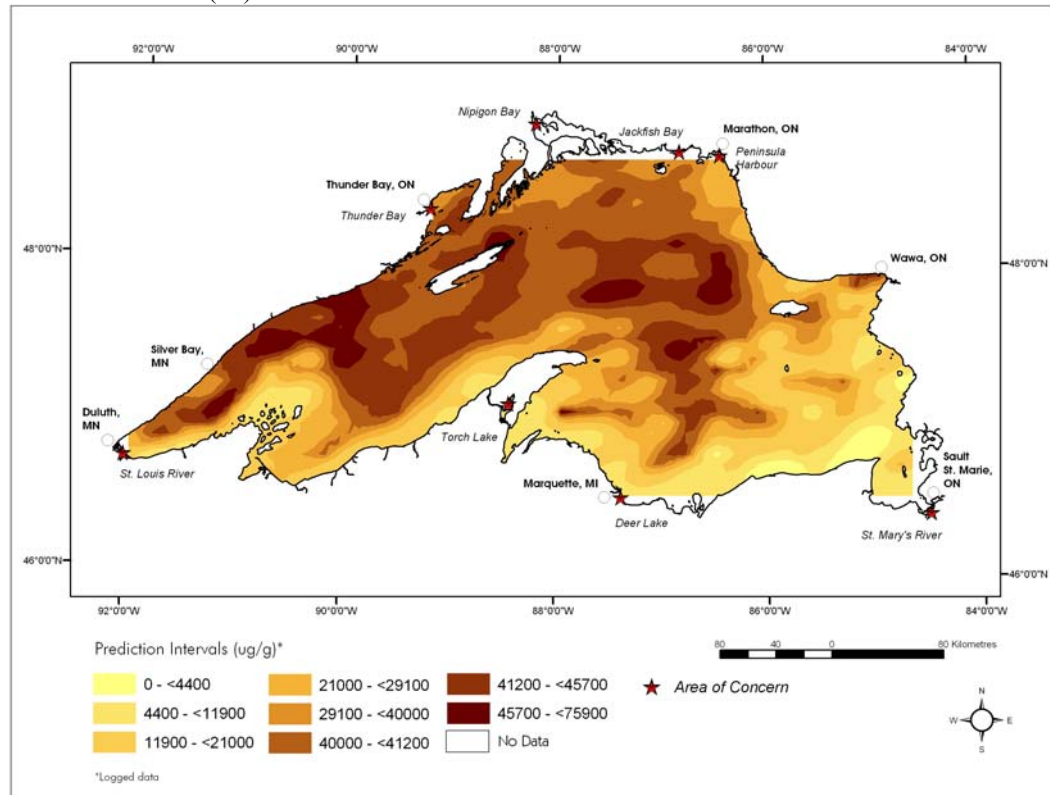 92°0'0"W 90°0'0"W 88°0'0"W 86°0'0"W 84°0'0"W
Nipigon Bay
Jackfish Bay
Marathon, ON
Peninsula
Harbour
Thunder Bay, ON
Thunder Bay
48°0'0"N
48°0'0"N
Wawa, ON
Silver Bay,
MN
Duluth,
MN
St. Louis River
Torch Lake
Marquette, MI
Deer Lake
Sault
St. Marie,
ON
St. Mary's River
46°0'0"N
46°0'0"N
92°0'0"W 90°0'0"W 88°0'0"W 86°0'0"W 84°0'0"W
Prediction Intervals (ug/g)*
0 - <4400
4400 - <11900
11900 - <21000
21000 - <29100
29100 - <40000
40000 - <41200
41200 - <45700
45700 - <75900
No Data
*Logged data
80 40 0 80 Kilometres
Area of Concern
N
W E
S